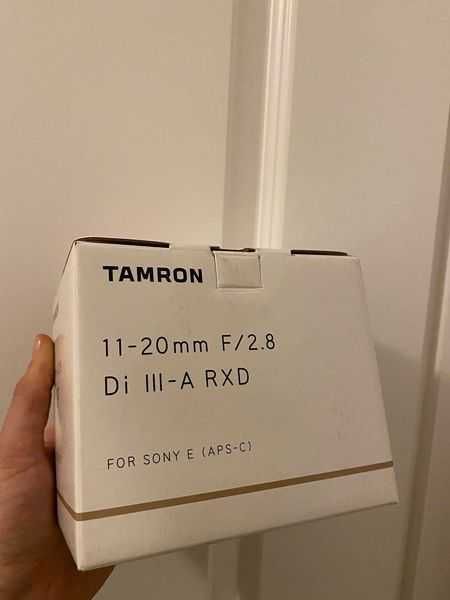 TAMRON
11-20mm F/2.8
Di III-A RXD
FOR SONY E (APS-C)